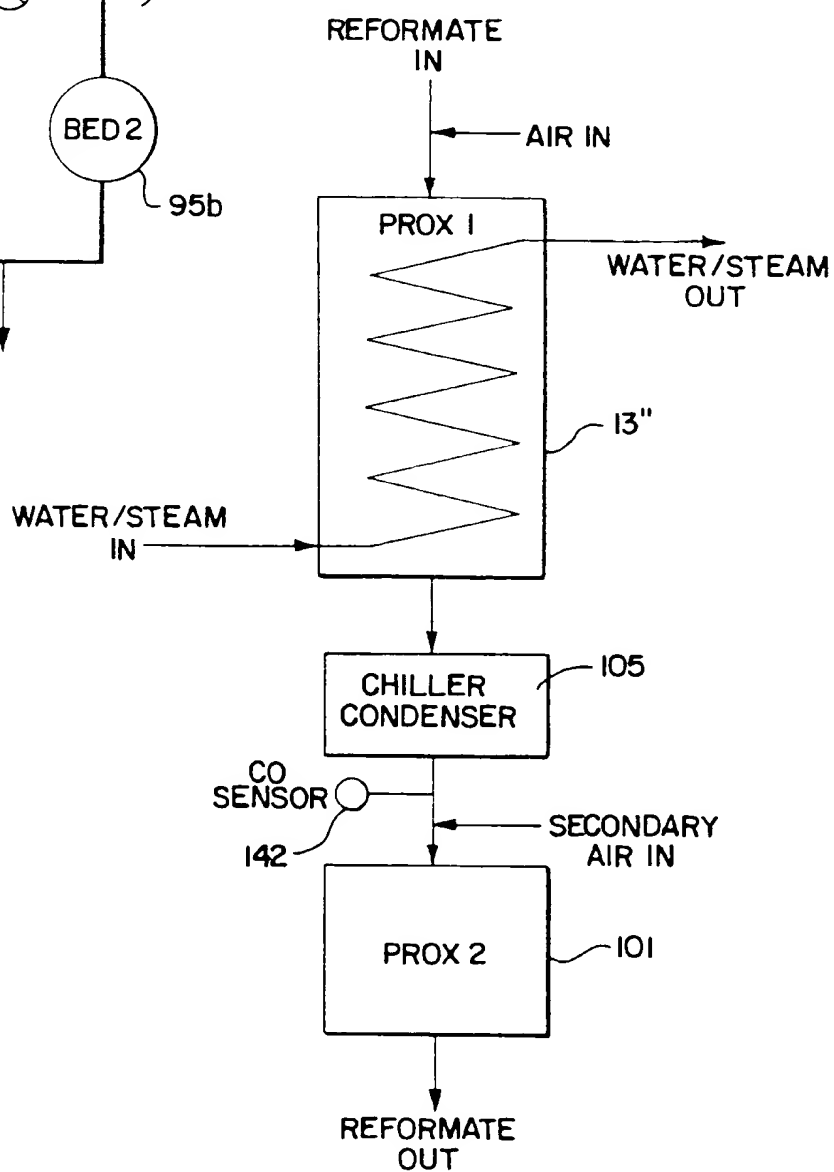 REFORMATE
IN
AIR IN
BED 2
95b
PROX 1
WATER/STEAM
OUT
13"
WATER/STEAM
IN
CHILLER
CONDENSER
105
CO
SENSOR
142
SECONDARY
AIR IN
PROX 2
101
REFORMATE
OUT